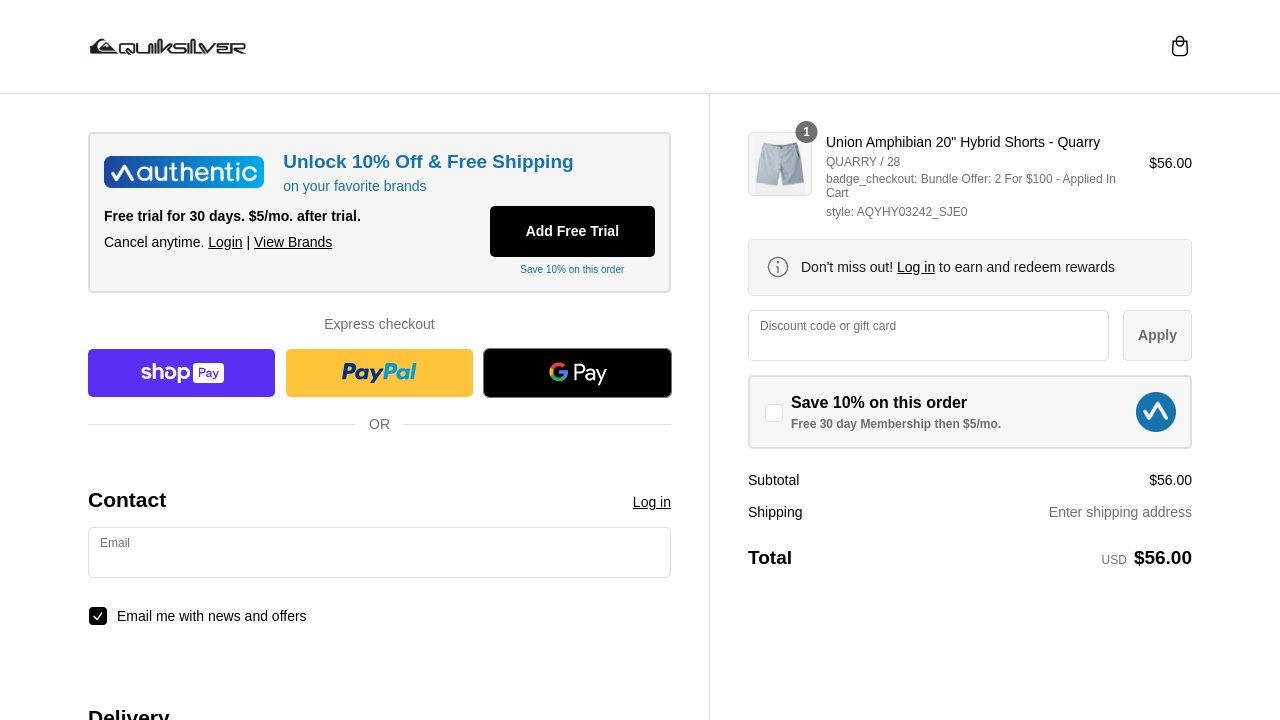 QUIKSILVER
authentic
Unlock 10% Off & Free Shipping
on your favorite brands
Free trial for 30 days. $5/mo. after trial.
Cancel anytime. Login | View Brands
Add Free Trial
Save 10% on this order
Express checkout
shop Pay
PayPal
G Pay
OR
Contact
Log in
Email
Email me with news and offers
Delivery
1
Union Amphibian 20" Hybrid Shorts - Quarry
QUARRY / 28
badge_checkout: Bundle Offer: 2 For $100 - Applied In
Cart
style: AQYHY03242_SJE0
$56.00
Don't miss out! Log in to earn and redeem rewards
Discount code or gift card
Apply
Save 10% on this order
Free 30 day Membership then $5/mo.
Subtotal
$56.00
Shipping
Enter shipping address
Total
USD $56.00